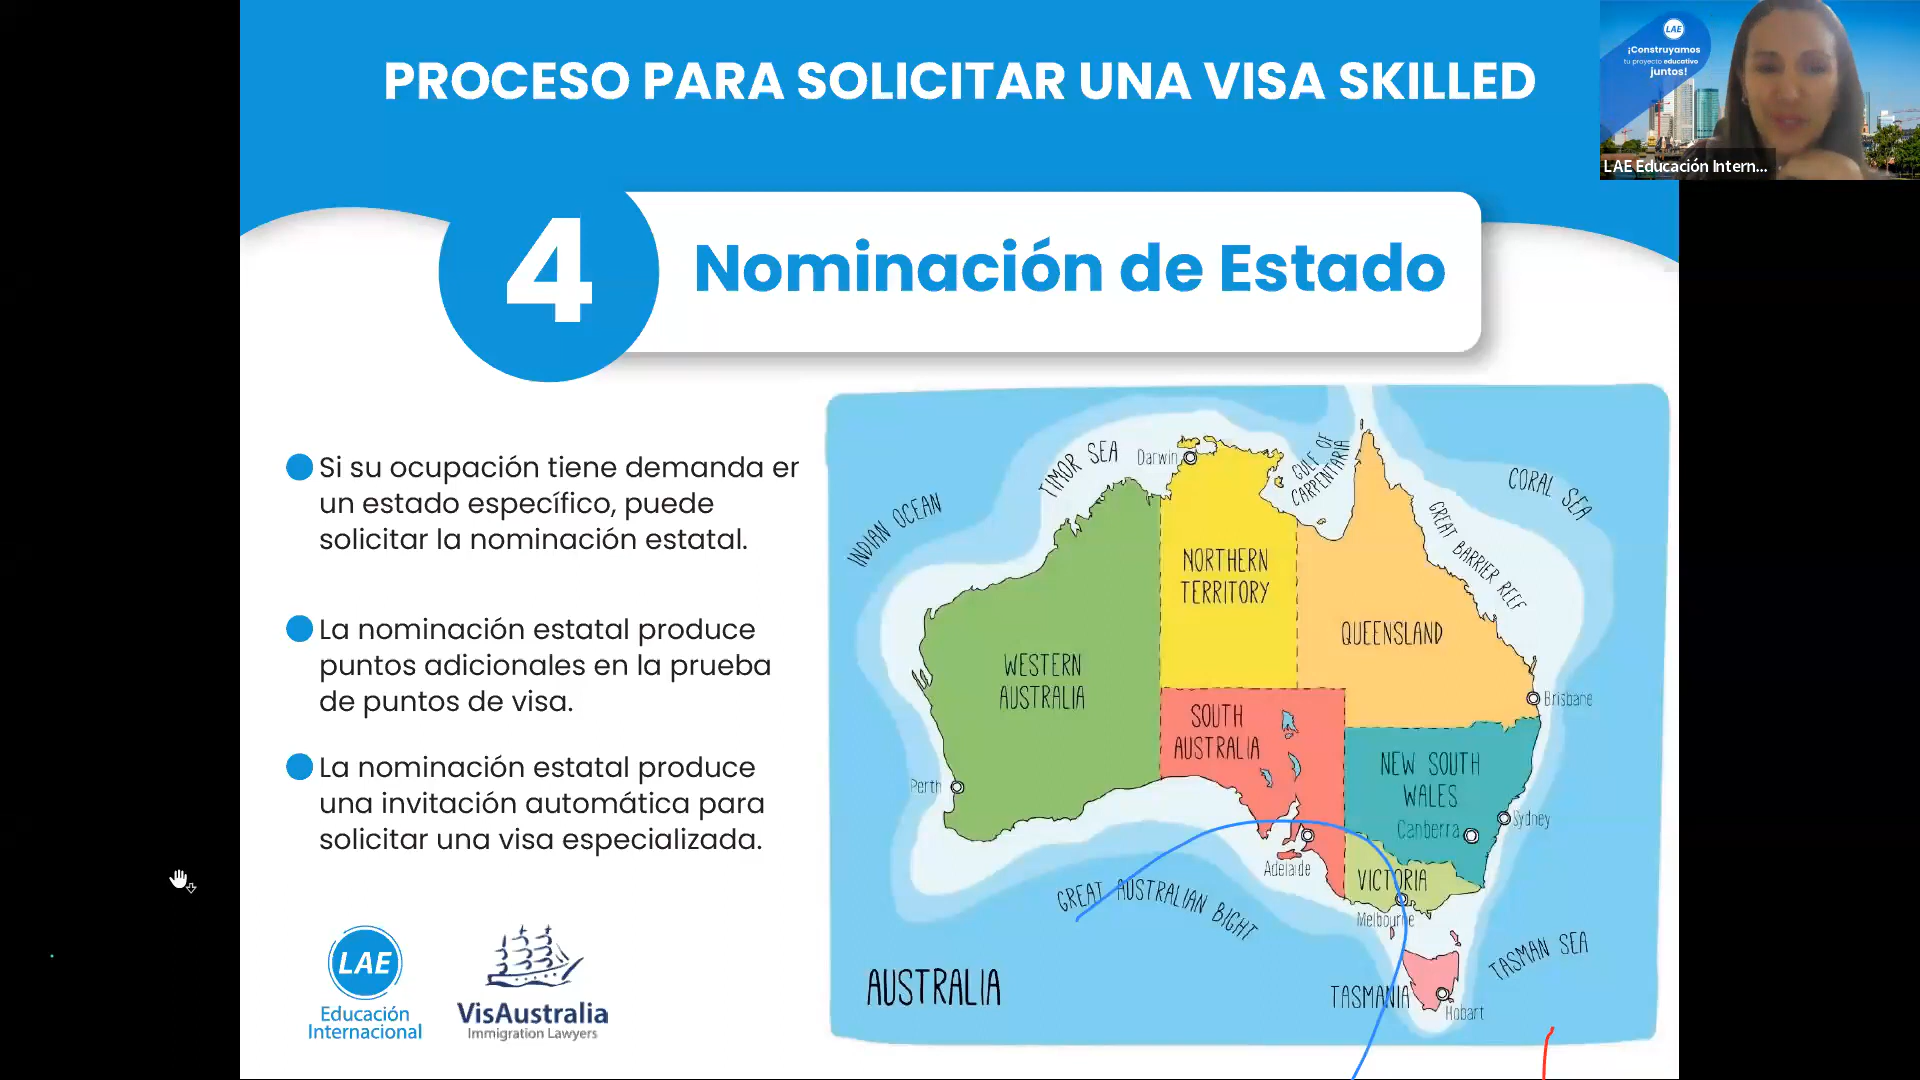 PROCESO PARA SOLICITAR UNA VISA SKILLED
LAE
¡Construyamos
tu proyecto educativo
juntos!
LAE Educación Intern...
4
Nominación de Estado
Si su ocupación tiene demanda er
un estado específico, puede
solicitar la nominación estatal.
La nominación estatal produce
puntos adicionales en la prueba
de puntos de visa.
La nominación estatal produce
una invitación automática para
solicitar una visa especializada.
LAE
Educación
Internacional
VisAustralia
Immigration Lawyers
INDIAN OCEAN
TIMOR SEA
Darwin
GULF OF
CARPENTARIA
CORAL SEA
GREAT BARRIER REEF
NORTHERN
TERRITORY
QUEENSLAND
WESTERN
AUSTRALIA
SOUTH
AUSTRALIA
Brisbane
NEW SOUTH
WALES
Perth
Canberra
Sydney
Adelaide
VICTORIA
Melbourne
GREAT AUSTRALIAN BIGHT
TASMAN SEA
AUSTRALIA
TASMANIA
Hobart